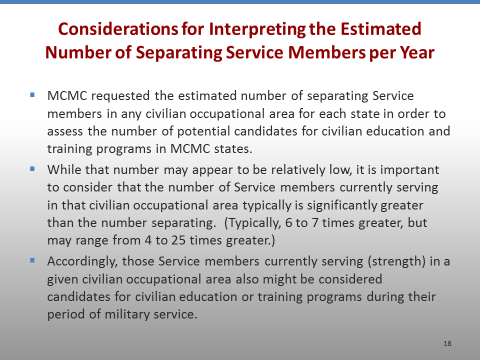 Considerations for Interpreting the Estimated
Number of Separating Service Members per Year
▪ MCMC requested the estimated number of separating Service
members in any civilian occupational area for each state in order to
assess the number of potential candidates for civilian education and
training programs in MCMC states.
▪ While that number may appear to be relatively low, it is important
to consider that the number of Service members currently serving
in that civilian occupational area typically is significantly greater
than the number separating. (Typically, 6 to 7 times greater, but
may range from 4 to 25 times greater.)
▪ Accordingly, those Service members currently serving (strength) in a
given civilian occupational area also might be considered
candidates for civilian education or training programs during their
period of military service.
18